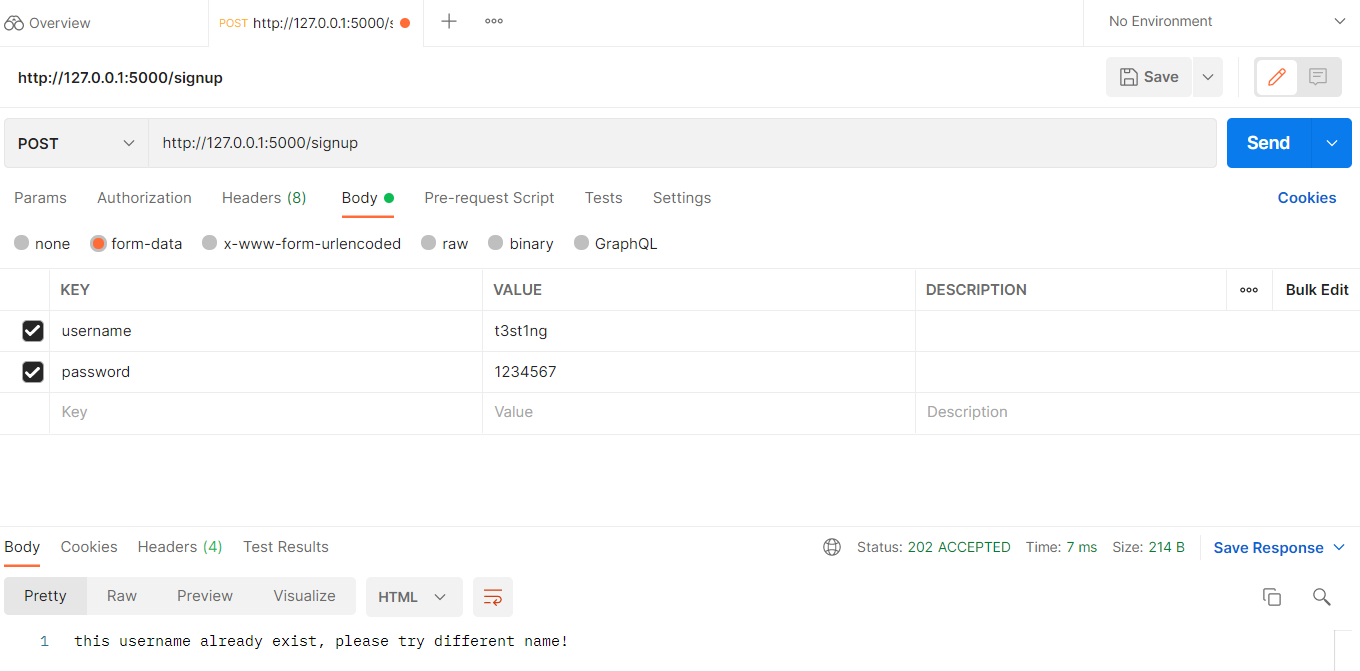 Overview
POST http://127.0.0.1:5000/s
No Environment
http://127.0.0.1:5000/signup
Save
POST
http://127.0.0.1:5000/signup
Send
Params Authorization Headers (8) Body Pre-request Script Tests Settings Cookies
none form-data x-www-form-urlencoded raw binary GraphQL
KEY VALUE DESCRIPTION Bulk Edit
username t3st1ng
password 1234567
Key Value Description
Body Cookies Headers (4) Test Results Status: 202 ACCEPTED Time: 7 ms Size: 214 B Save Response
Pretty Raw Preview Visualize HTML
1 this username already exist, please try different name!